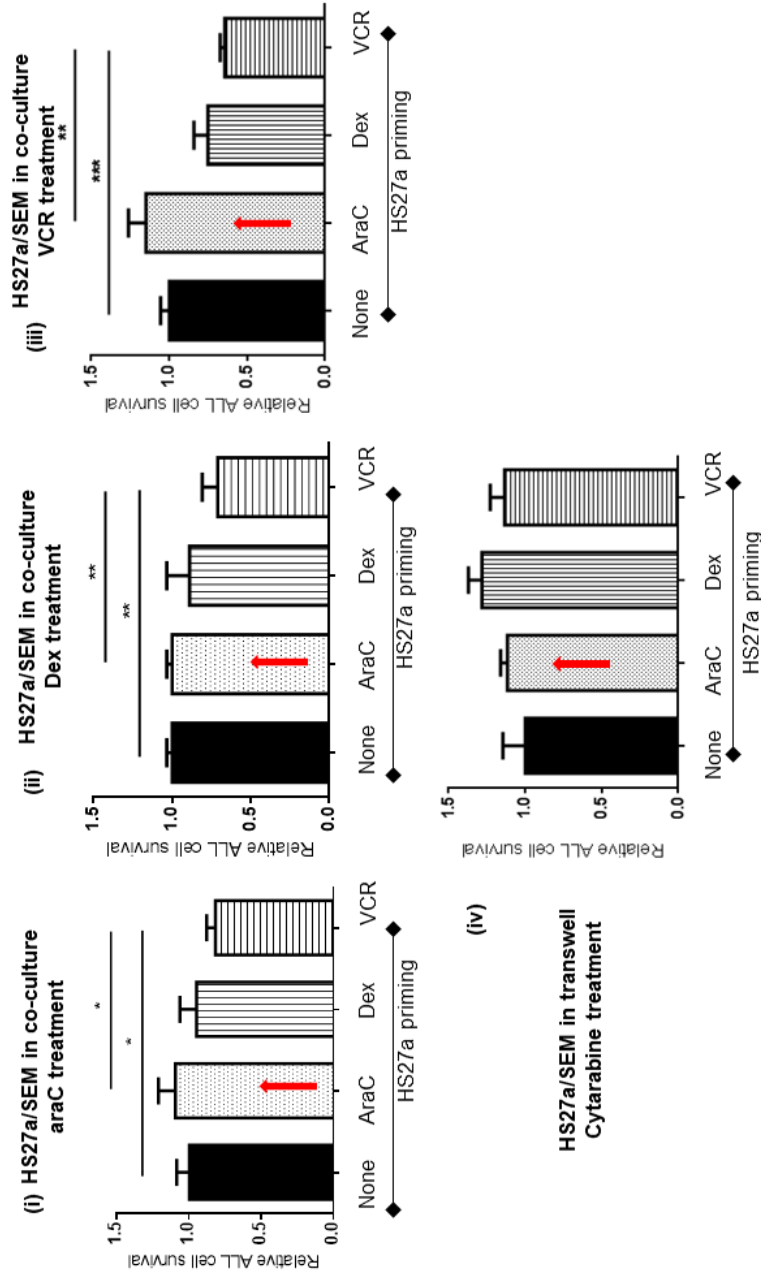 (i) HS27a/SEM in co-culture
araC treatment
Relative ALL cell survival
1.5
1.0
0.5
0.0
*
*
None AraC Dex VCR
HS27a priming
(ii) HS27a/SEM in co-culture
Dex treatment
Relative ALL cell survival
1.5
1.0
0.5
0.0
**
**
None AraC Dex VCR
HS27a priming
(iii) HS27a/SEM in co-culture
VCR treatment
Relative ALL cell survival
1.5
1.0
0.5
0.0
**
***
None AraC Dex VCR
HS27a priming
(iv)
HS27a/SEM in transwell
Cytarabine treatment
Relative ALL cell survival
1.5
1.0
0.5
0.0
None AraC Dex VCR
HS27a priming